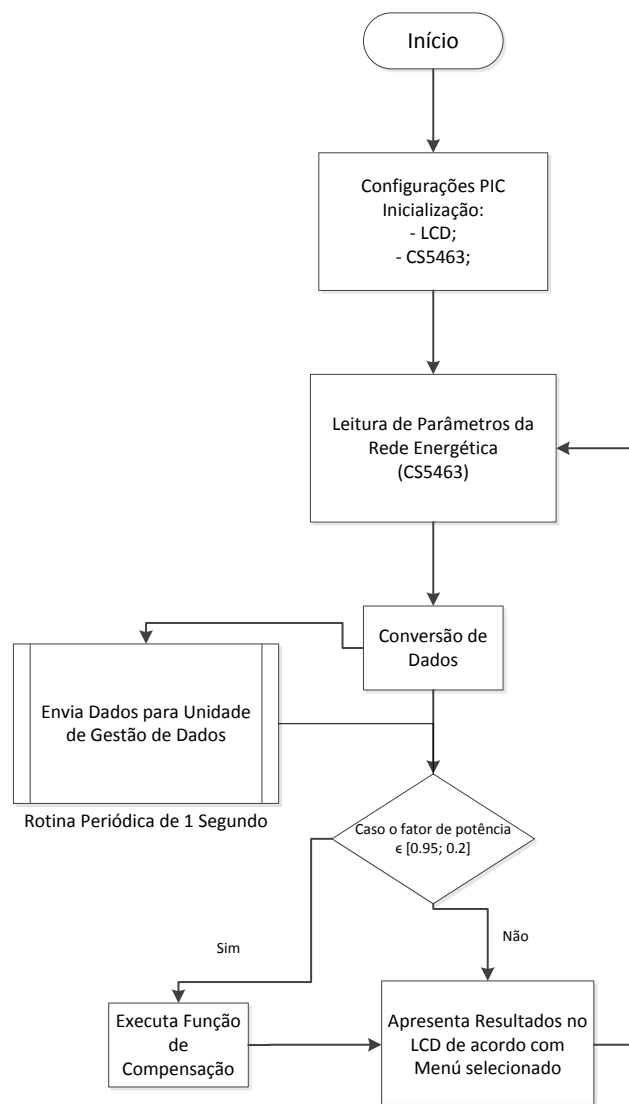 Início
Configurações PIC
Inicialização:
- LCD;
- CS5463;
Leitura de Parâmetros da
Rede Energética
(CS5463)
Conversão de
Dados
Envia Dados para Unidade
de Gestão de Dados
Rotina Periódica de 1 Segundo
Caso o fator de potência
ϵ [0.95; 0.2]
Sim
Não
Executa Função
de
Compensação
Apresenta Resultados no
LCD de acordo com
Menú selecionado